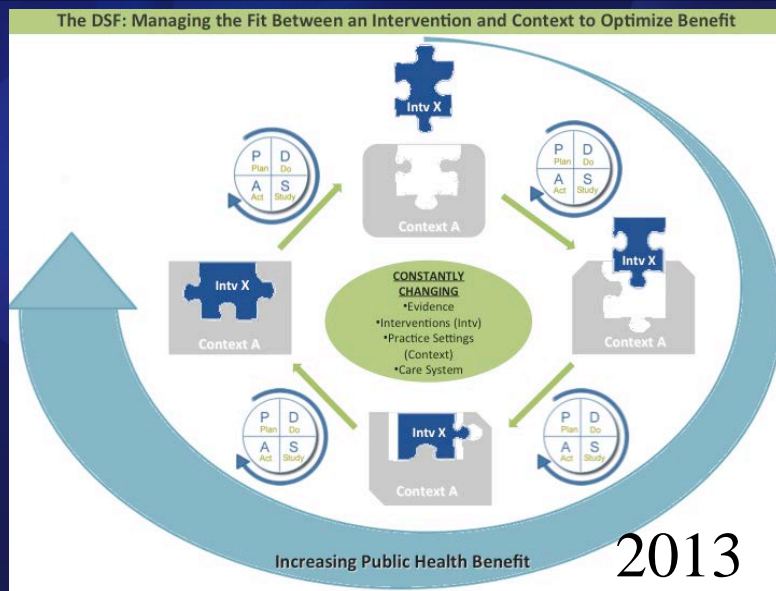 The DSF: Managing the Fit Between an Intervention and Context to Optimize Benefit
Intv X
Context A
P D
Plan Do
A S
Act Study
P D
Plan Do
A S
Act Study
Intv X
Context A
Intv X
Context A
CONSTANTLY
CHANGING
•Evidence
•Interventions (Intv)
•Practice Settings
(Context)
•Care System
P D
Plan Do
A S
Act Study
Intv X
Context A
P D
Plan Do
A S
Act Study
Increasing Public Health Benefit
2013